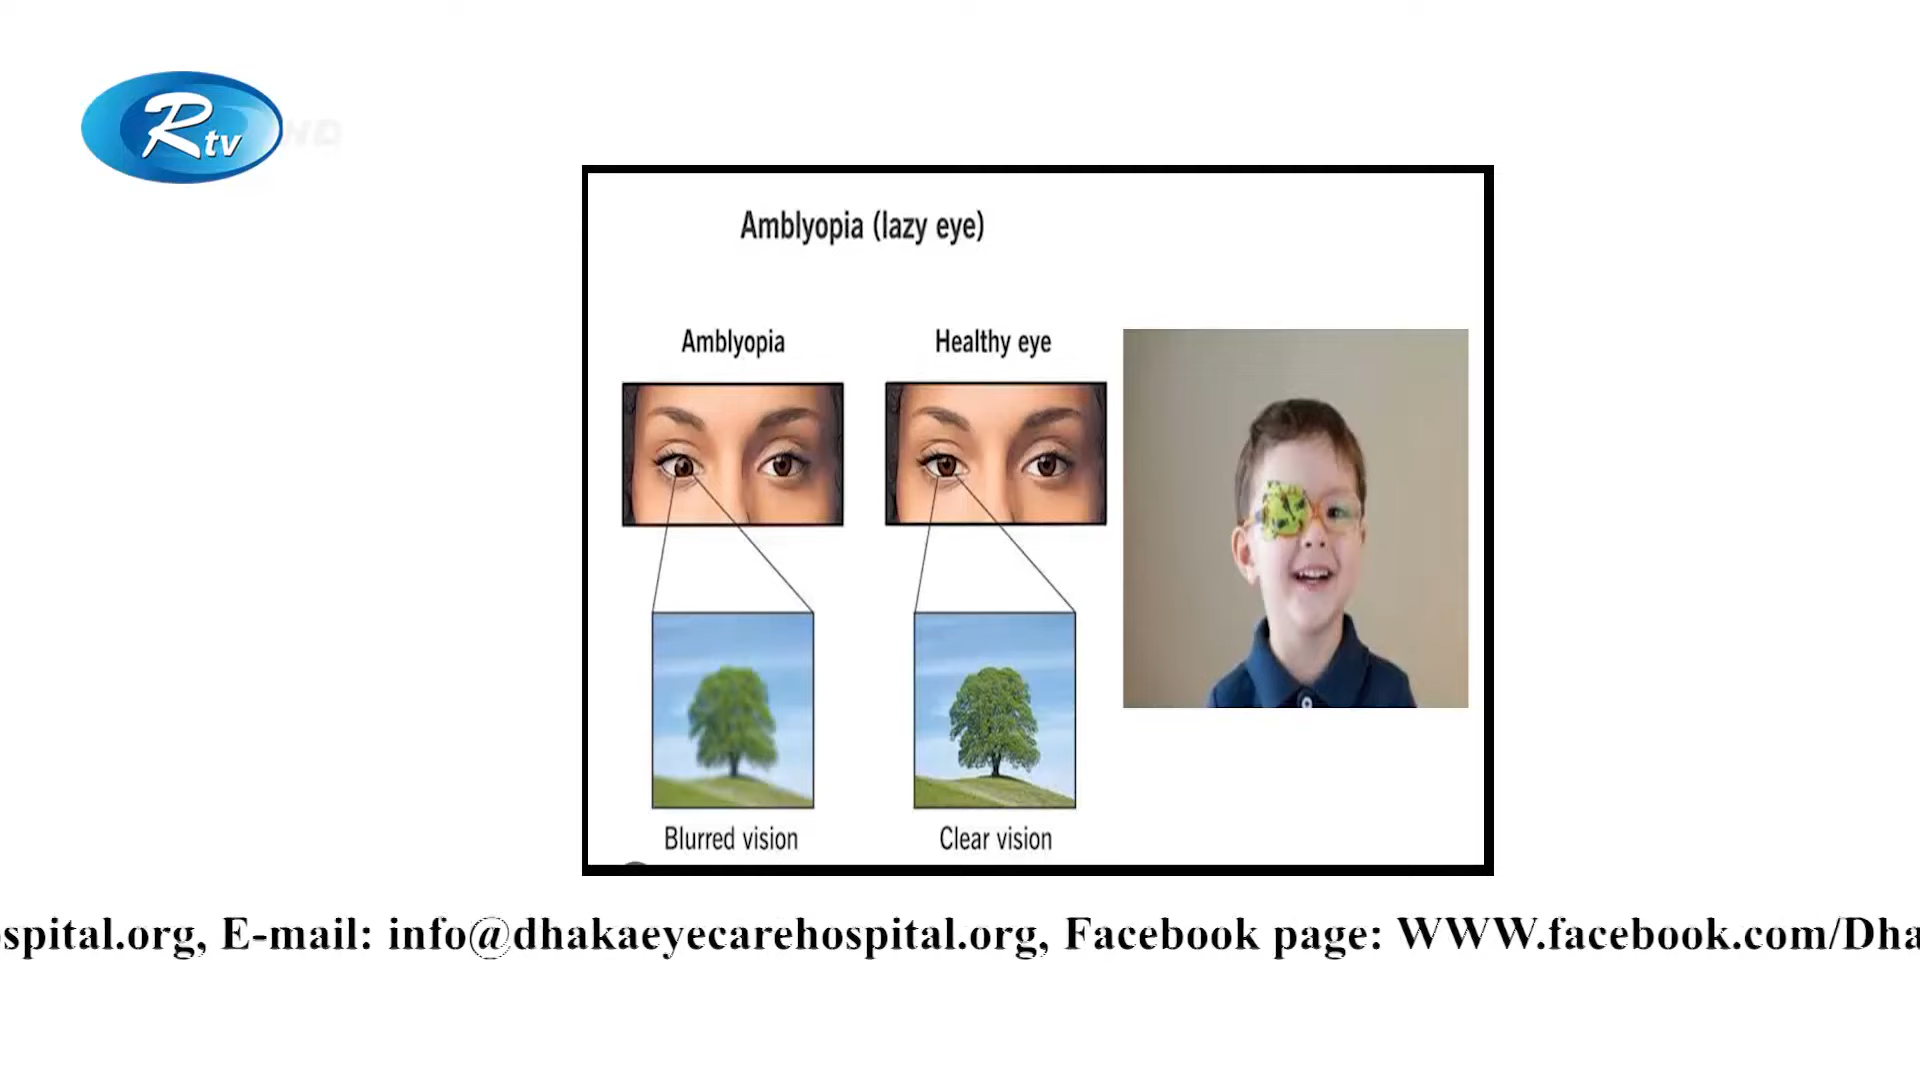 Rtv
HD
Amblyopia (lazy eye)
Amblyopia
Healthy eye
Blurred vision
Clear vision
spital.org, E-mail: info@dhakaeyecarehospital.org, Facebook page: WWW.facebook.com/Dha